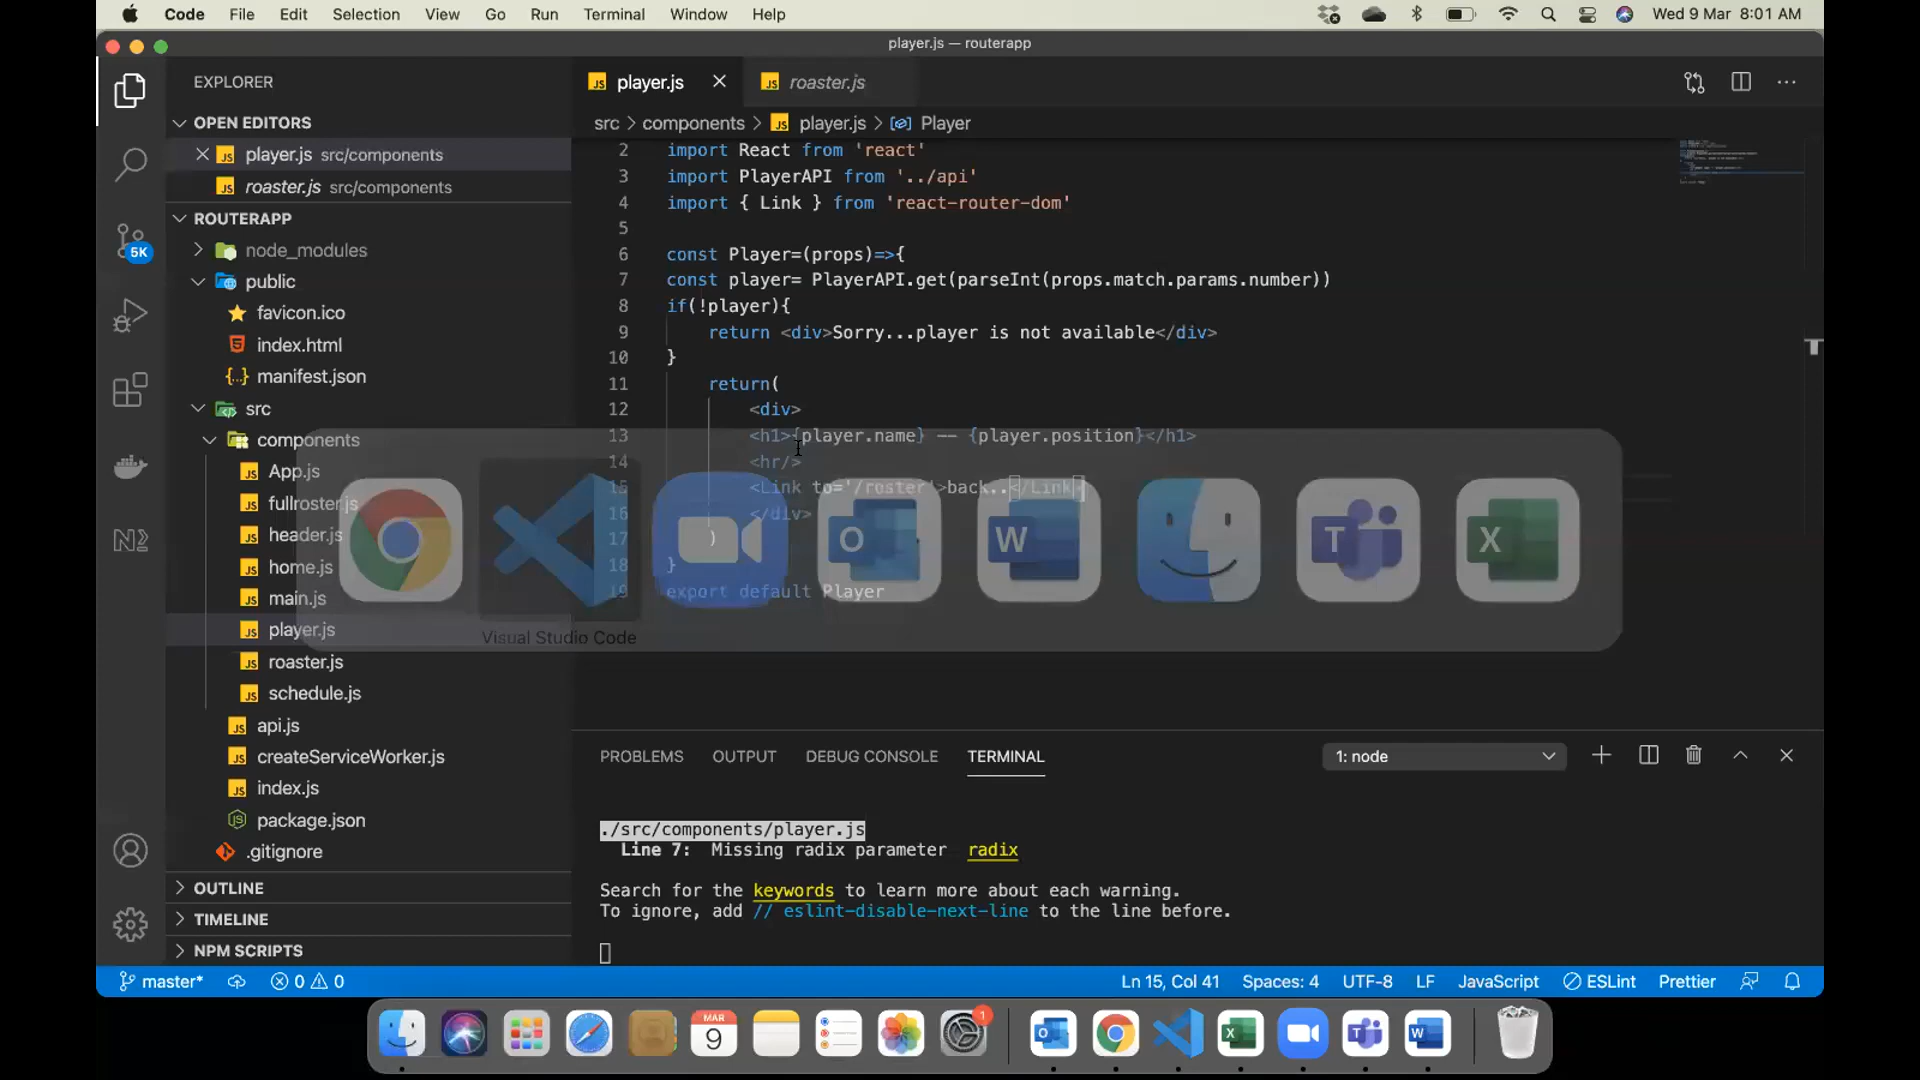 Code File Edit Selection View Go Run Terminal Window Help Wed 9 Mar 8:01 AM
player.js — routerapp
EXPLORER
OPEN EDITORS
player.js src/components
roaster.js src/components
ROUTERAPP
node_modules
public
favicon.ico
index.html
manifest.json
src
components
App.js
fullroster.js
header.js
home.js
main.js
player.js
roaster.js
schedule.js
api.js
createServiceWorker.js
index.js
package.json
.gitignore
OUTLINE
TIMELINE
NPM SCRIPTS
5K
player.js
roaster.js
src > components > player.js > Player
2 import React from 'react'
3 import PlayerAPI from '../api'
4 import { Link } from 'react-router-dom'
5
6 const Player=(props)=>{
7 const player= PlayerAPI.get(parseInt(props.match.params.number))
8 if(!player){
9 return <div>Sorry...player is not available</div>
10 }
11 return(
12 <div>
13 <h1>{player.name} -- {player.position}</h1>
14 <hr/>
15 <Link to='/roster'>back..</Link>
16 </div>
17 )
18 }
19 export default Player
Visual Studio Code
PROBLEMS OUTPUT DEBUG CONSOLE TERMINAL 1: node
./src/components/player.js
Line 7: Missing radix parameter radix
Search for the keywords to learn more about each warning.
To ignore, add // eslint-disable-next-line to the line before.
master* 0 0 Ln 15, Col 41 Spaces: 4 UTF-8 LF JavaScript ESLint Prettier
MAR
9
1